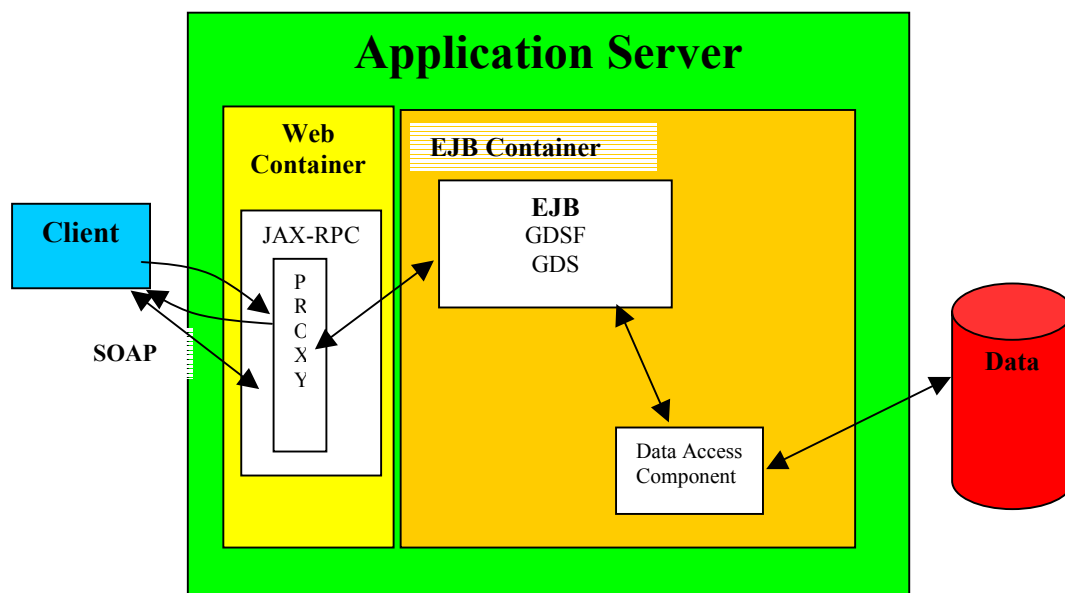 Application Server
Web
Container
EJB Container
EJB
GDSF
GDS
Client
JAX-RPC
P
R
O
X
Y
SOAP
Data
Data Access
Component